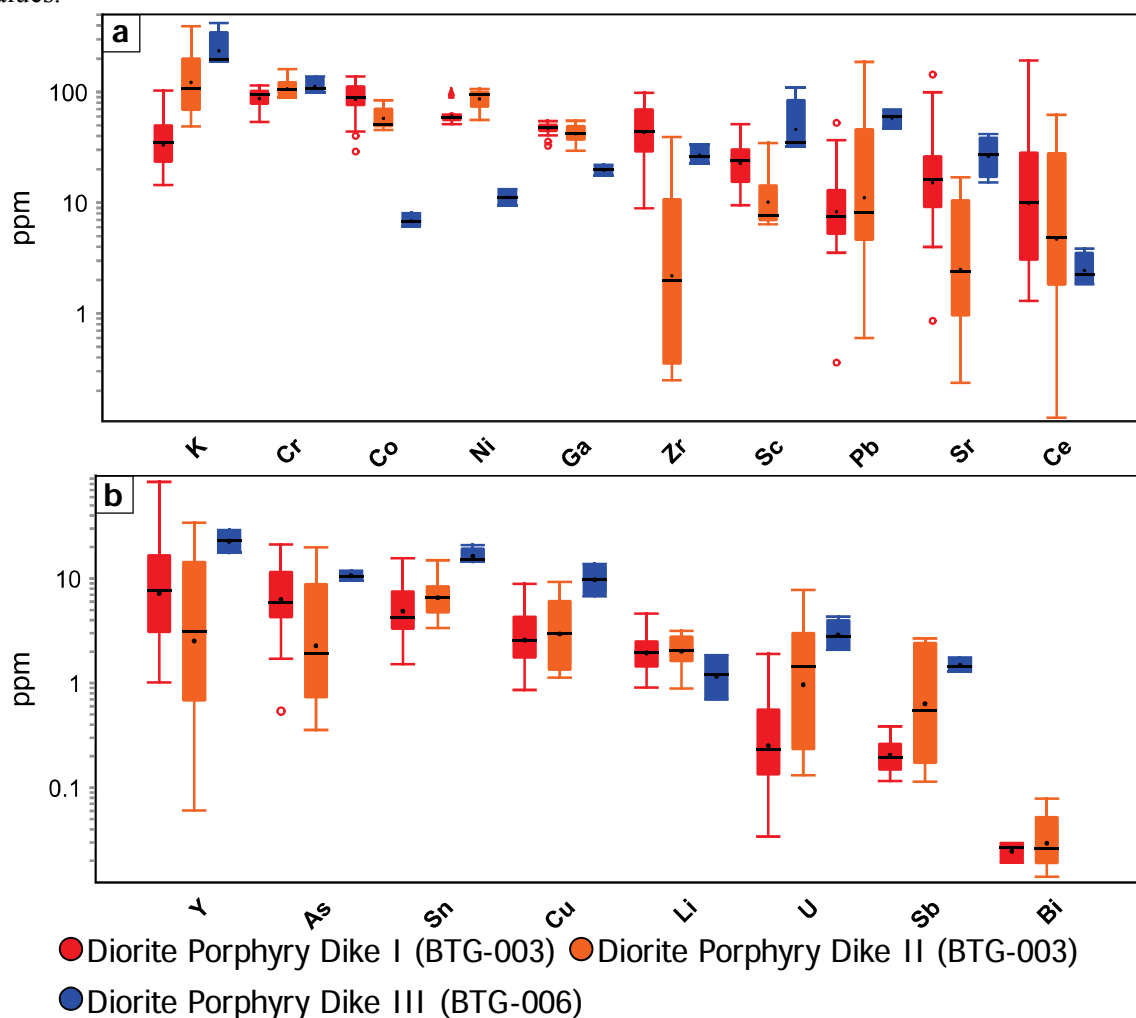 alues.
a
100
10
1
ppm
K Cr Co Ni Ga Zr Sc Pb Sr Ce
b
10
1
0.1
ppm
Y As Sn Cu Li U Sb Bi
Diorite Porphyry Dike I (BTG-003) Diorite Porphyry Dike II (BTG-003)
Diorite Porphyry Dike III (BTG-006)